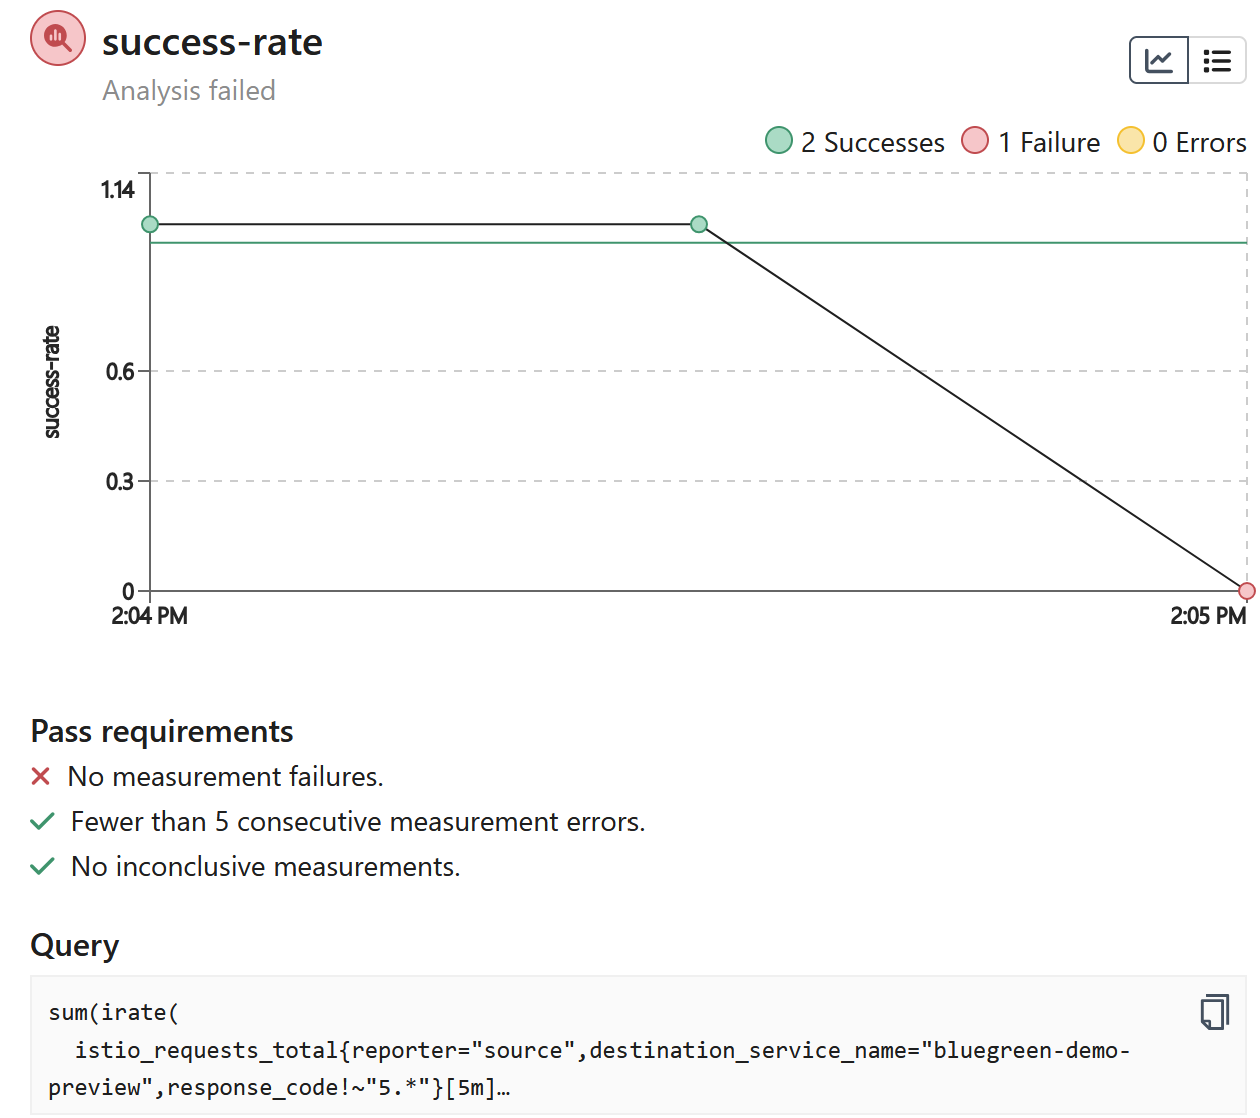 success-rate
Analysis failed
2 Successes 1 Failure 0 Errors
1.14
0.6
0.3
0
success-rate
2:04 PM 2:05 PM
Pass requirements
No measurement failures.
Fewer than 5 consecutive measurement errors.
No inconclusive measurements.
Query
sum(irate(
istio_requests_total{reporter="source",destination_service_name="bluegreen-demo-
preview",response_code!~"5.*"}[5m]…